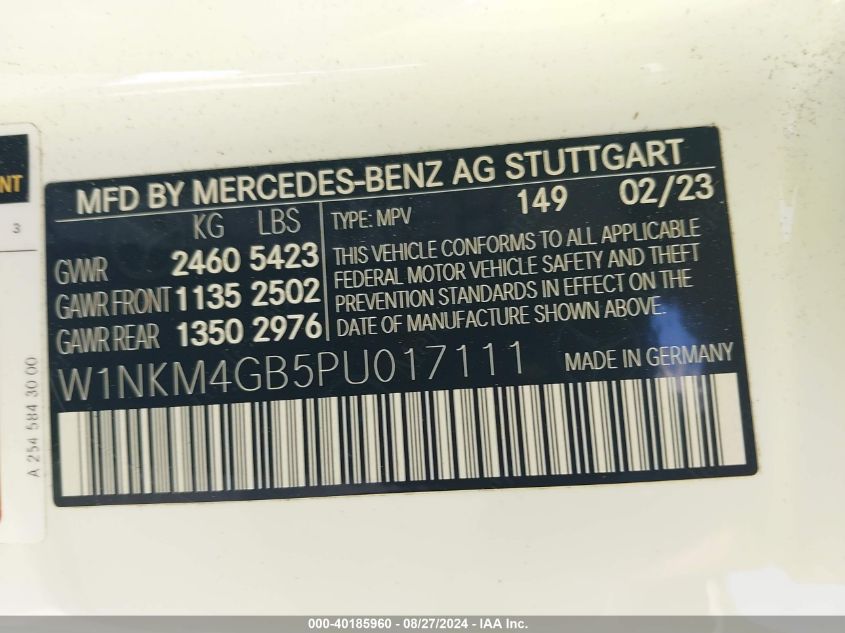 NT
3
A 254 584 30 00
MFD BY MERCEDES-BENZ AG STUTTGART
KG LBS
GVWR 2460 5423
GAWR FRONT 1135 2502
GAWR REAR 1350 2976
TYPE: MPV 149 02/23
THIS VEHICLE CONFORMS TO ALL APPLICABLE
FEDERAL MOTOR VEHICLE SAFETY AND THEFT
PREVENTION STANDARDS IN EFFECT ON THE
DATE OF MANUFACTURE SHOWN ABOVE.
W1NKM4GB5PU017111
MADE IN GERMANY
000-40185960 - 08/27/2024 - IAA Inc.